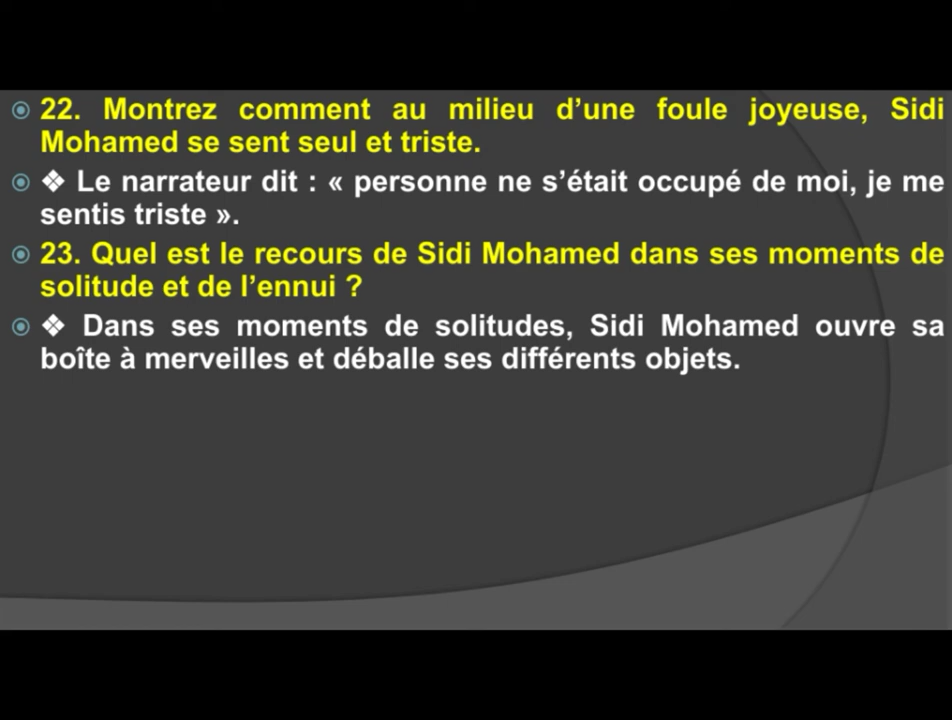 22. Montrez comment au milieu d’une foule joyeuse, Sidi
Mohamed se sent seul et triste.
❖ Le narrateur dit : « personne ne s’était occupé de moi, je me
sentis triste ».
23. Quel est le recours de Sidi Mohamed dans ses moments de
solitude et de l’ennui ?
❖ Dans ses moments de solitudes, Sidi Mohamed ouvre sa
boîte à merveilles et déballe ses différents objets.